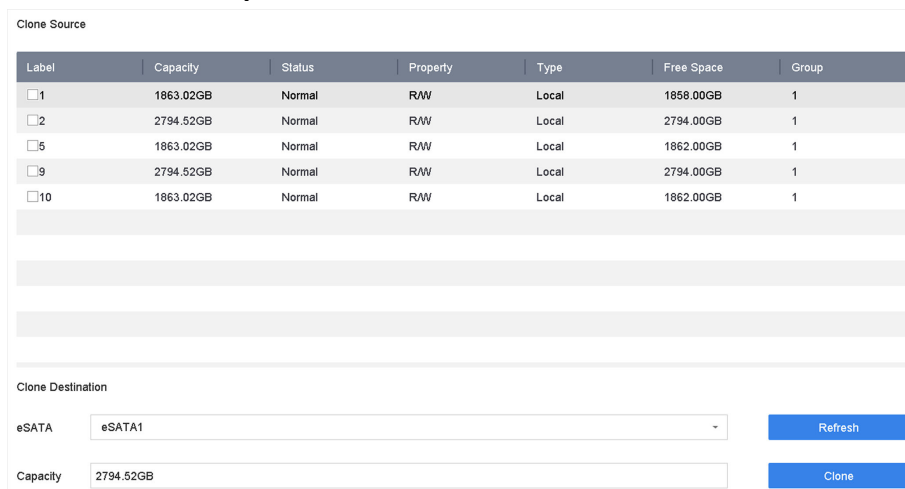 Clone Source
Label Capacity Status Property Type Free Space Group
1 1863.02GB Normal R/W Local 1858.00GB 1
2 2794.52GB Normal R/W Local 2794.00GB 1
5 1863.02GB Normal R/W Local 1862.00GB 1
9 2794.52GB Normal R/W Local 2794.00GB 1
10 1863.02GB Normal R/W Local 1862.00GB 1
Clone Destination
eSATA eSATA1 Refresh
Capacity 2794.52GB Clone